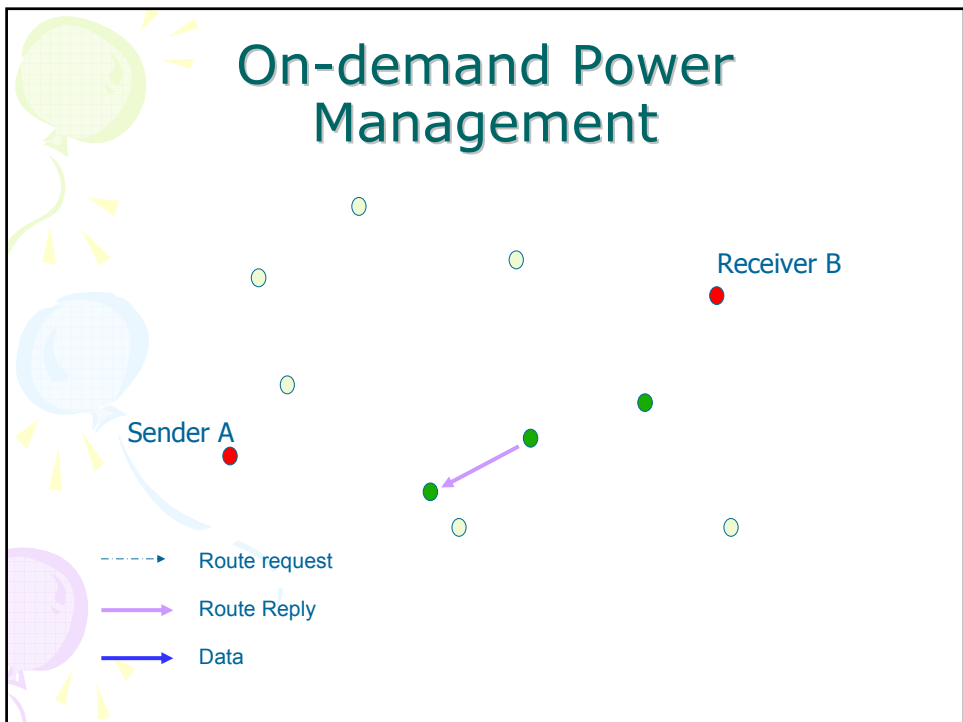 On-demand Power
Management
Receiver B
Sender A
Route request
Route Reply
Data